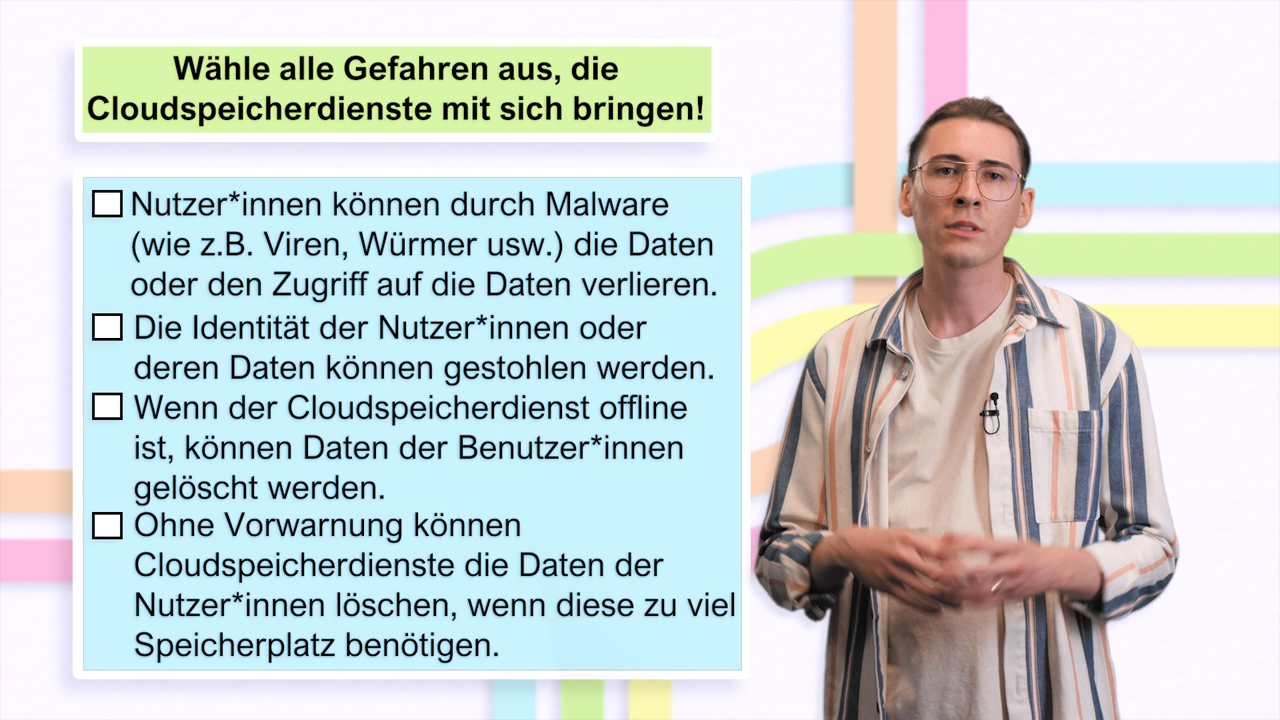 Wähle alle Gefahren aus, die
Cloudspeicherdienste mit sich bringen!
Nutzer*innen können durch Malware
(wie z.B. Viren, Würmer usw.) die Daten
oder den Zugriff auf die Daten verlieren.
Die Identität der Nutzer*innen oder
deren Daten können gestohlen werden.
Wenn der Cloudspeicherdienst offline
ist, können Daten der Benutzer*innen
gelöscht werden.
Ohne Vorwarnung können
Cloudspeicherdienste die Daten der
Nutzer*innen löschen, wenn diese zu viel
Speicherplatz benötigen.